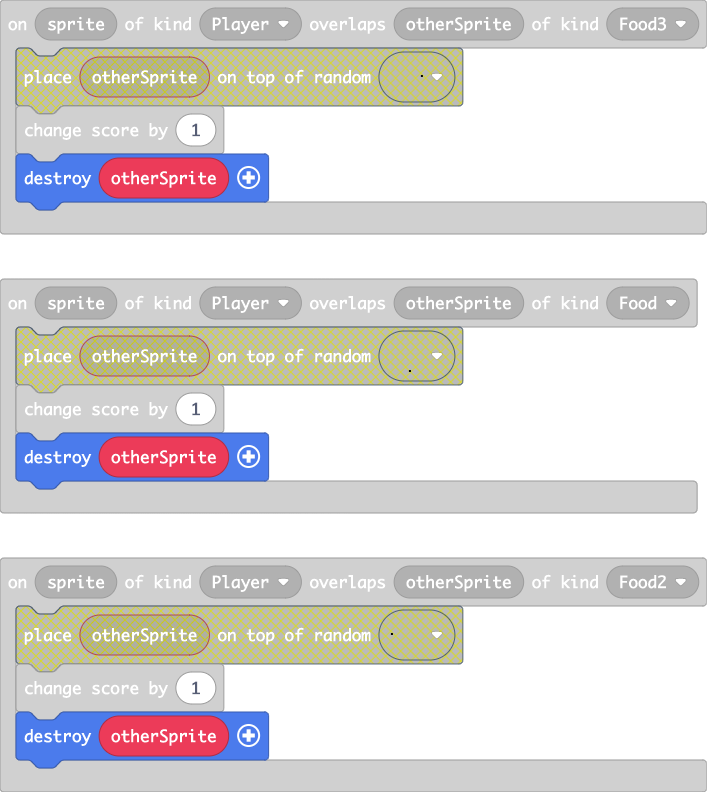 on sprite of kind Player overlaps otherSprite of kind Food3
place otherSprite on top of random
change score by 1
destroy otherSprite
on sprite of kind Player overlaps otherSprite of kind Food
place otherSprite on top of random
change score by 1
destroy otherSprite
on sprite of kind Player overlaps otherSprite of kind Food2
place otherSprite on top of random
change score by 1
destroy otherSprite